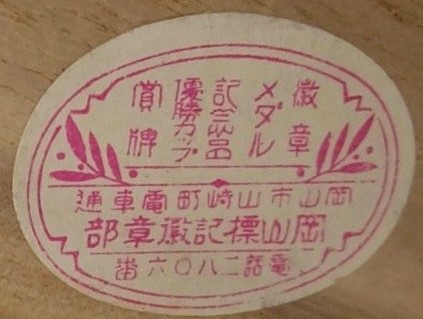 徽章
メダル
記念品
優勝カップ
賞牌
岡山市山崎町電車通
岡山標記徽章部
電話二八〇六番